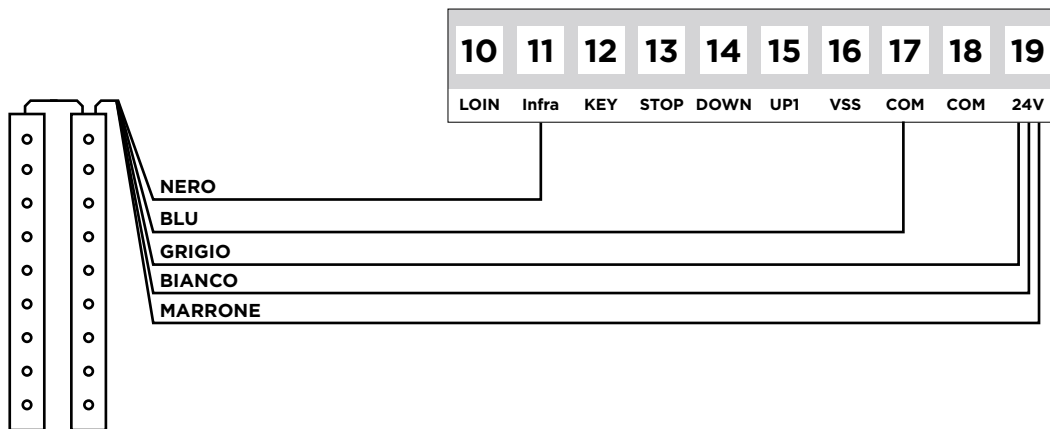 10 11 12 13 14 15 16 17 18 19
LOIN Infra KEY STOP DOWN UP1 VSS COM COM 24V
NERO
BLU
GRIGIO
BIANCO
MARRONE